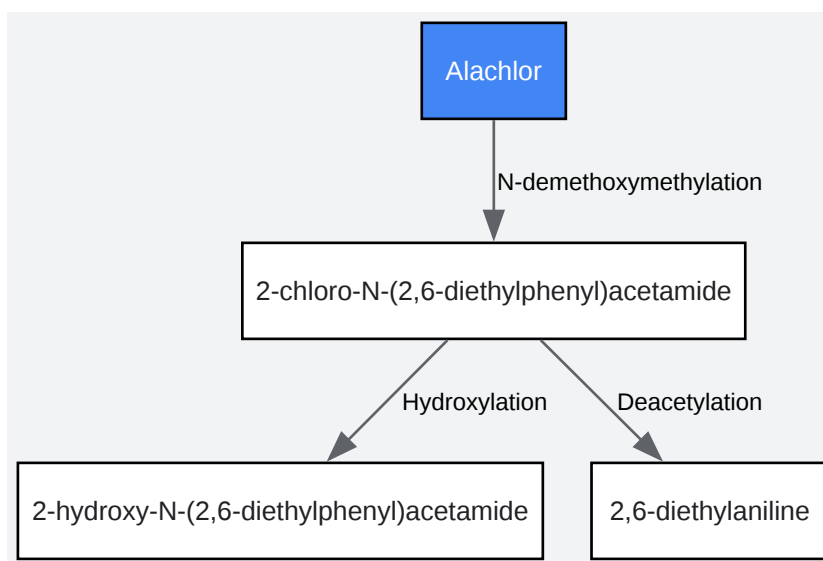 Alachlor
N-demethoxymethylation
2-chloro-N-(2,6-diethylphenyl)acetamide
Hydroxylation
Deacetylation
2-hydroxy-N-(2,6-diethylphenyl)acetamide
2,6-diethylaniline